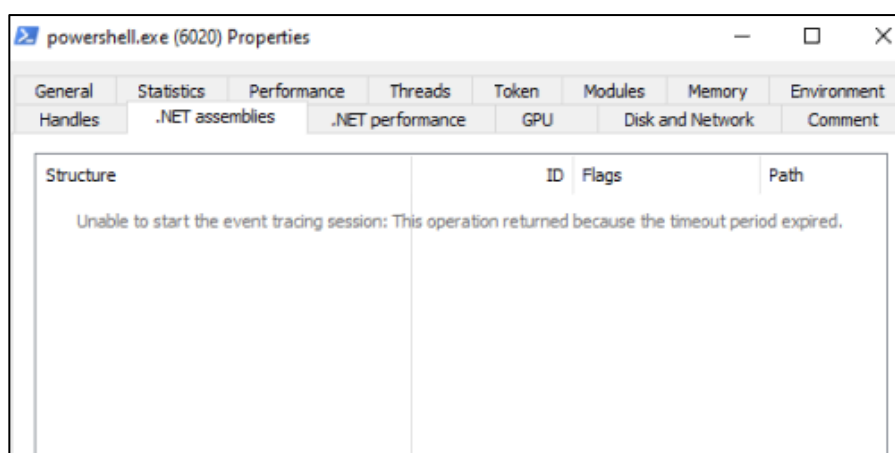 powershell.exe (6020) Properties
General Statistics Performance Threads Token Modules Memory Environment
Handles .NET assemblies .NET performance GPU Disk and Network Comment
Structure ID Flags Path
Unable to start the event tracing session: This operation returned because the timeout period expired.